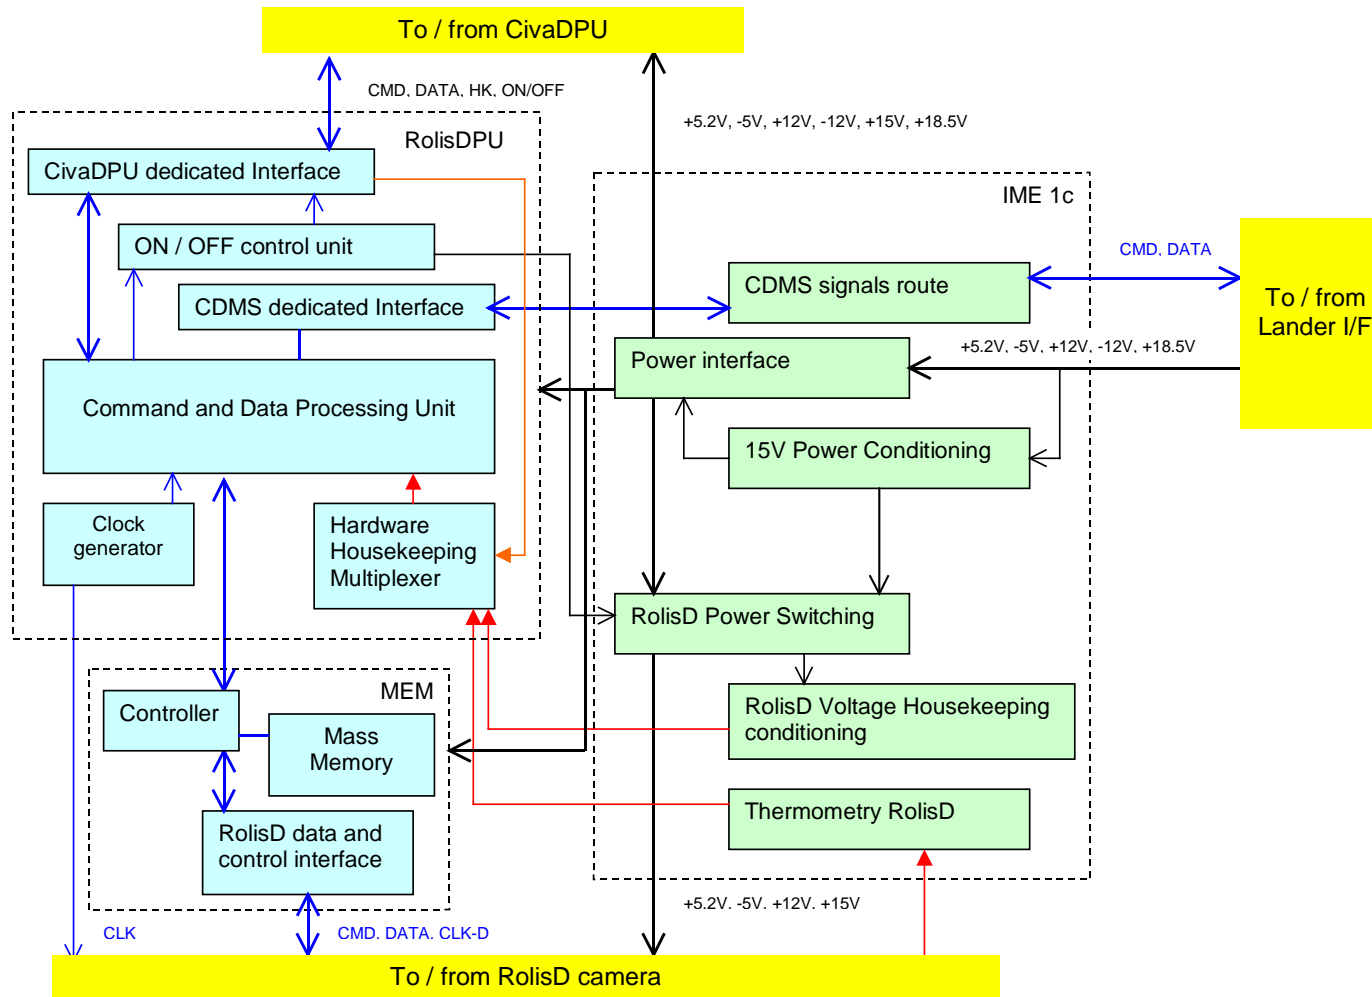 To / from CivaDPU
CMD, DATA, HK, ON/OFF
+5.2V, -5V, +12V, -12V, +15V, +18.5V
RolisDPU
CivaDPU dedicated Interface
IME 1c
ON / OFF control unit
CMD, DATA
CDMS signals route
CDMS dedicated Interface
To / from
Lander I/F
+5.2V, -5V, +12V, -12V, +18.5V
Power interface
Command and Data Processing Unit
15V Power Conditioning
Clock
generator
Hardware
Housekeeping
Multiplexer
RolisD Power Switching
MEM
Controller
RolisD Voltage Housekeeping
conditioning
Mass
Memory
Thermometry RolisD
RolisD data and
control interface
+5.2V. -5V. +12V. +15V
CLK
CMD. DATA. CLK-D
To / from RolisD camera